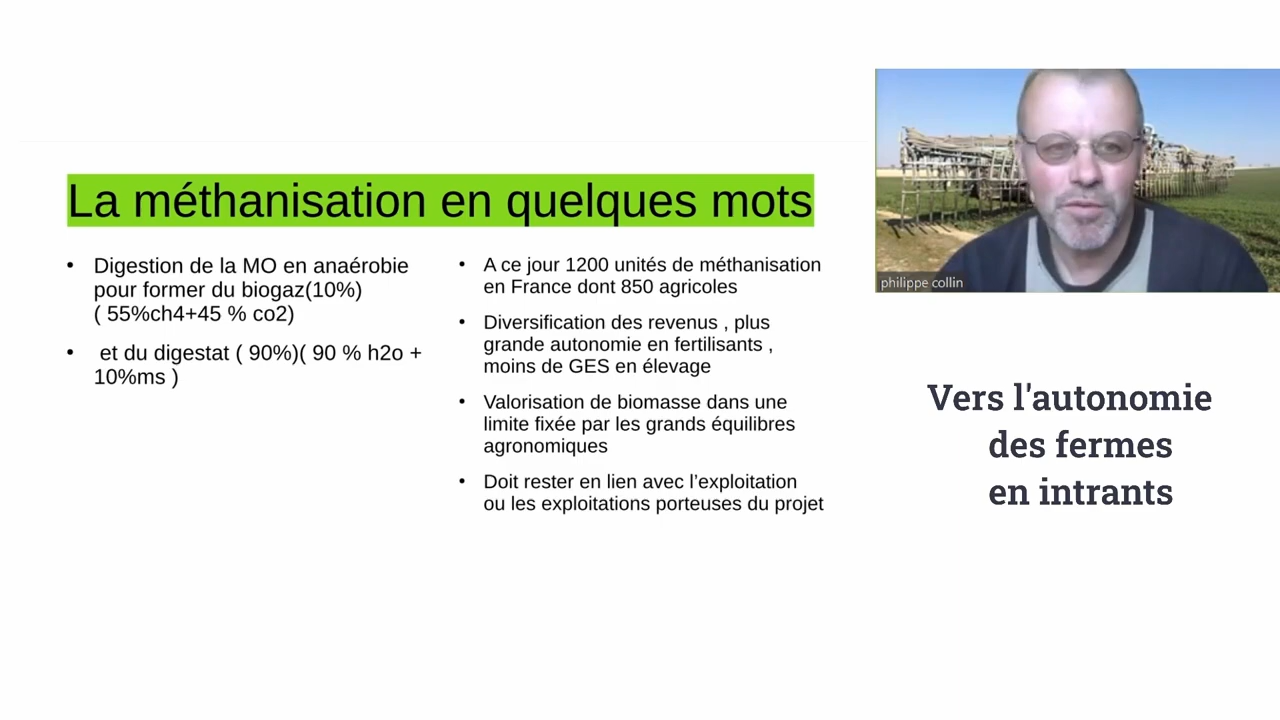 La méthanisation en quelques mots
• Digestion de la MO en anaérobie
pour former du biogaz(10%)
( 55%ch4+45 % co2)
• et du digestat ( 90%)( 90 % h2o +
10%ms )
• A ce jour 1200 unités de méthanisation
en France dont 850 agricoles
• Diversification des revenus , plus
grande autonomie en fertilisants ,
moins de GES en élevage
• Valorisation de biomasse dans une
limite fixée par les grands équilibres
agronomiques
• Doit rester en lien avec l’exploitation
ou les exploitations porteuses du projet
philippe collin
Vers l'autonomie
des fermes
en intrants